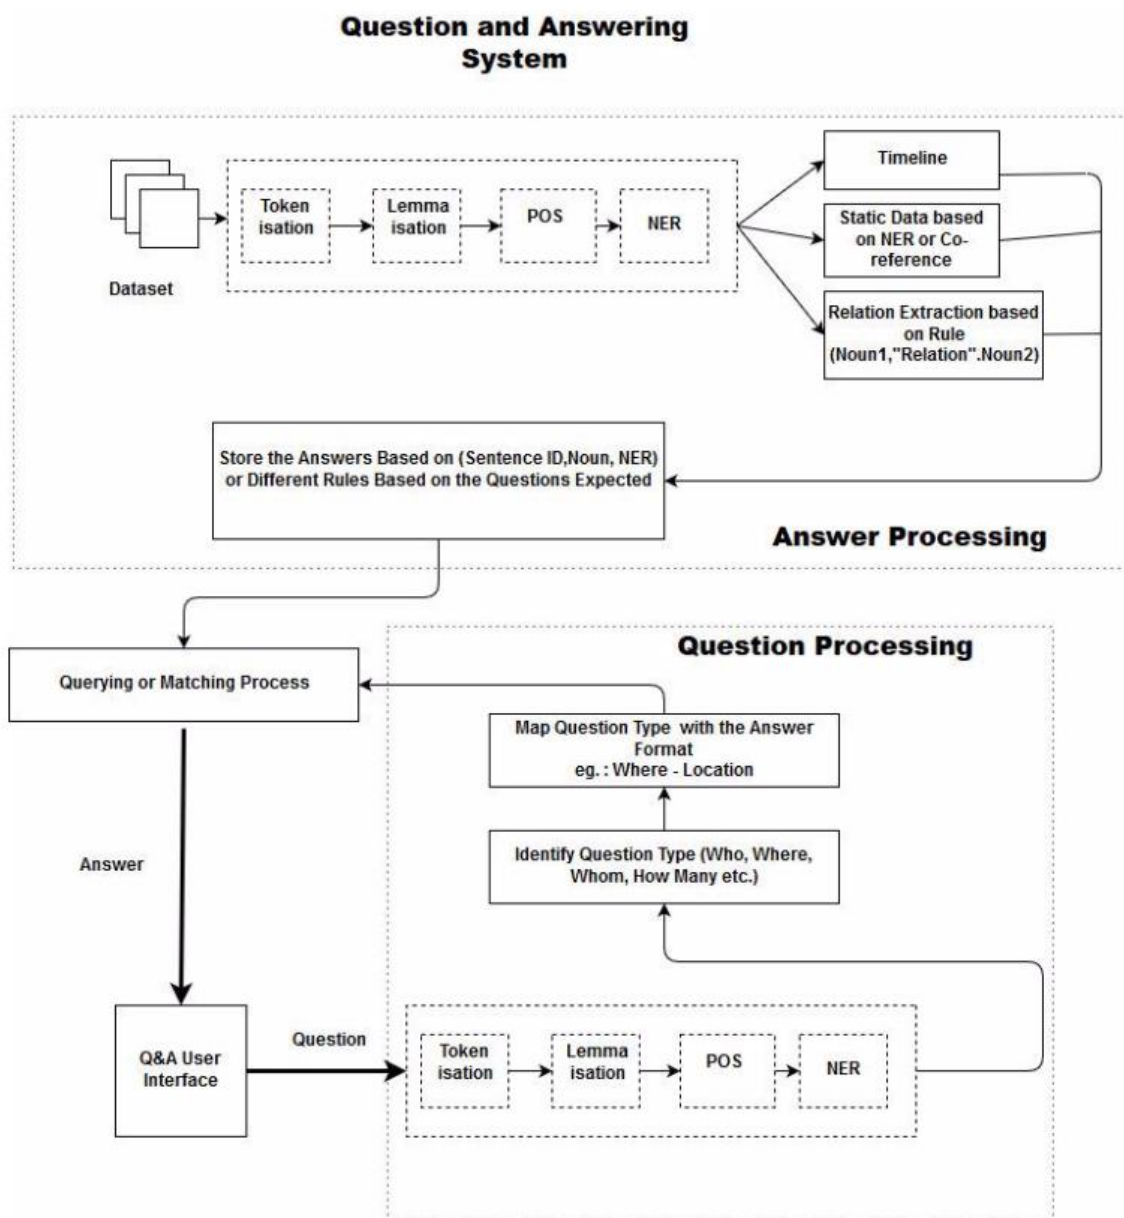 Question and Answering
System
Timeline
Token
isation
Lemma
isation
POS
NER
Static Data based
on NER or Co-
reference
Dataset
Relation Extraction based
on Rule
(Noun1,"Relation".Noun2)
Store the Answers Based on (Sentence ID,Noun, NER)
or Different Rules Based on the Questions Expected
Answer Processing
Question Processing
Querying or Matching Process
Map Question Type with the Answer
Format
eg. : Where - Location
Identify Question Type (Who, Where,
Whom, How Many etc.)
Answer
Q&A User
Interface
Question
Token
isation
Lemma
isation
POS
NER